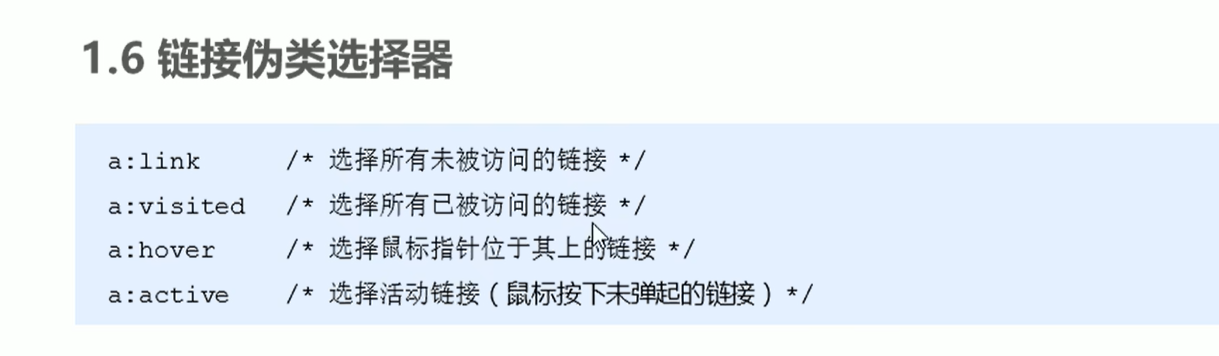 1.6 链接伪类选择器
a:link /* 选择所有未被访问的链接 */
a:visited /* 选择所有已被访问的链接 */
a:hover /* 选择鼠标指针位于其上的链接 */
a:active /* 选择活动链接（鼠标按下未弹起的链接）*/